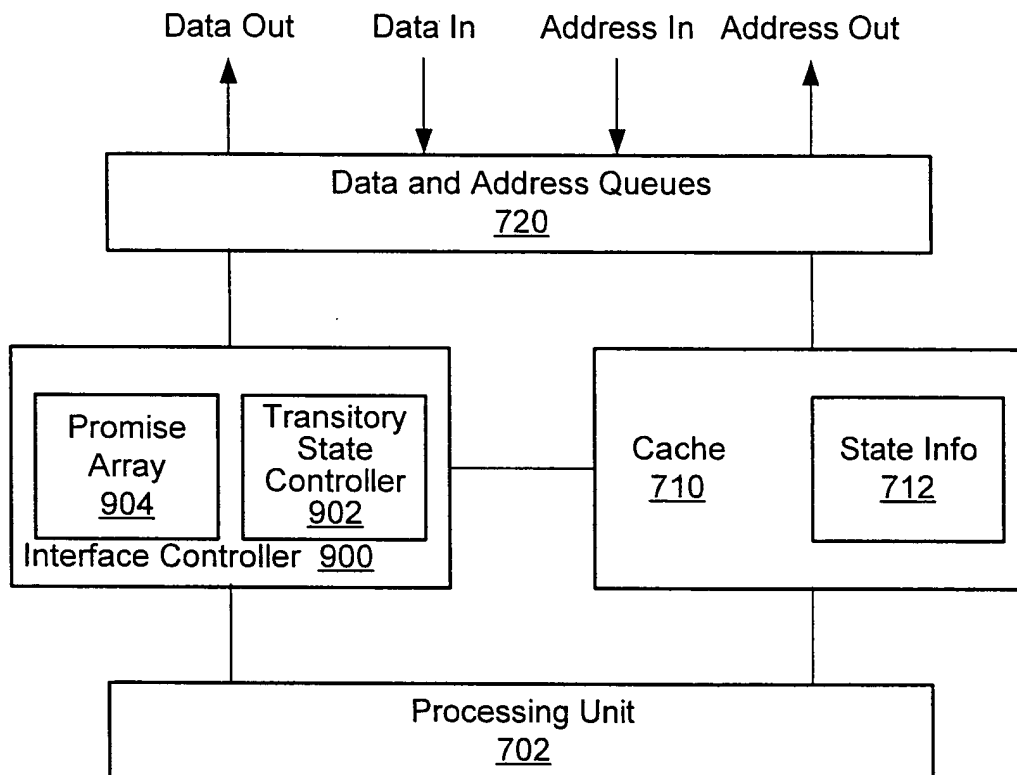 Data Out Data In Address In Address Out
Data and Address Queues
720
Promise
Array
904
Transitory
State
Controller
902
Interface Controller 900
Cache
710
State Info
712
Processing Unit
702